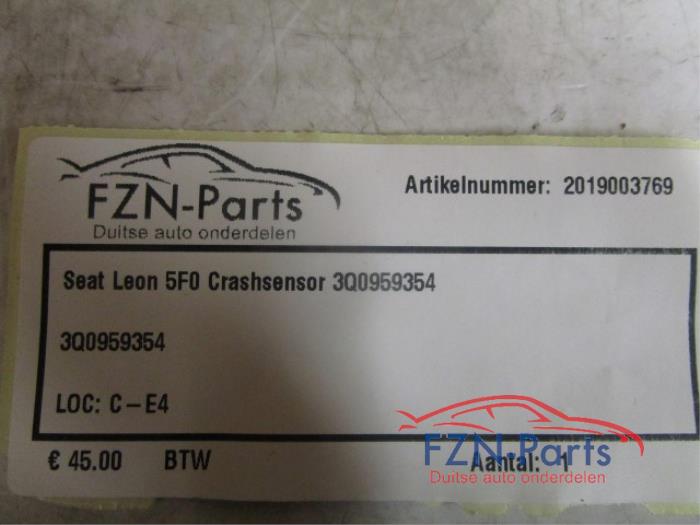 FZN-Parts
Duitse auto onderdelen
Artikelnummer: 2019003769
Seat Leon 5F0 Crashsensor 3Q0959354
3Q0959354
LOC: C-E4
€ 45.00 BTW Aantal: 1
FZN-Parts
Duitse auto onderdelen